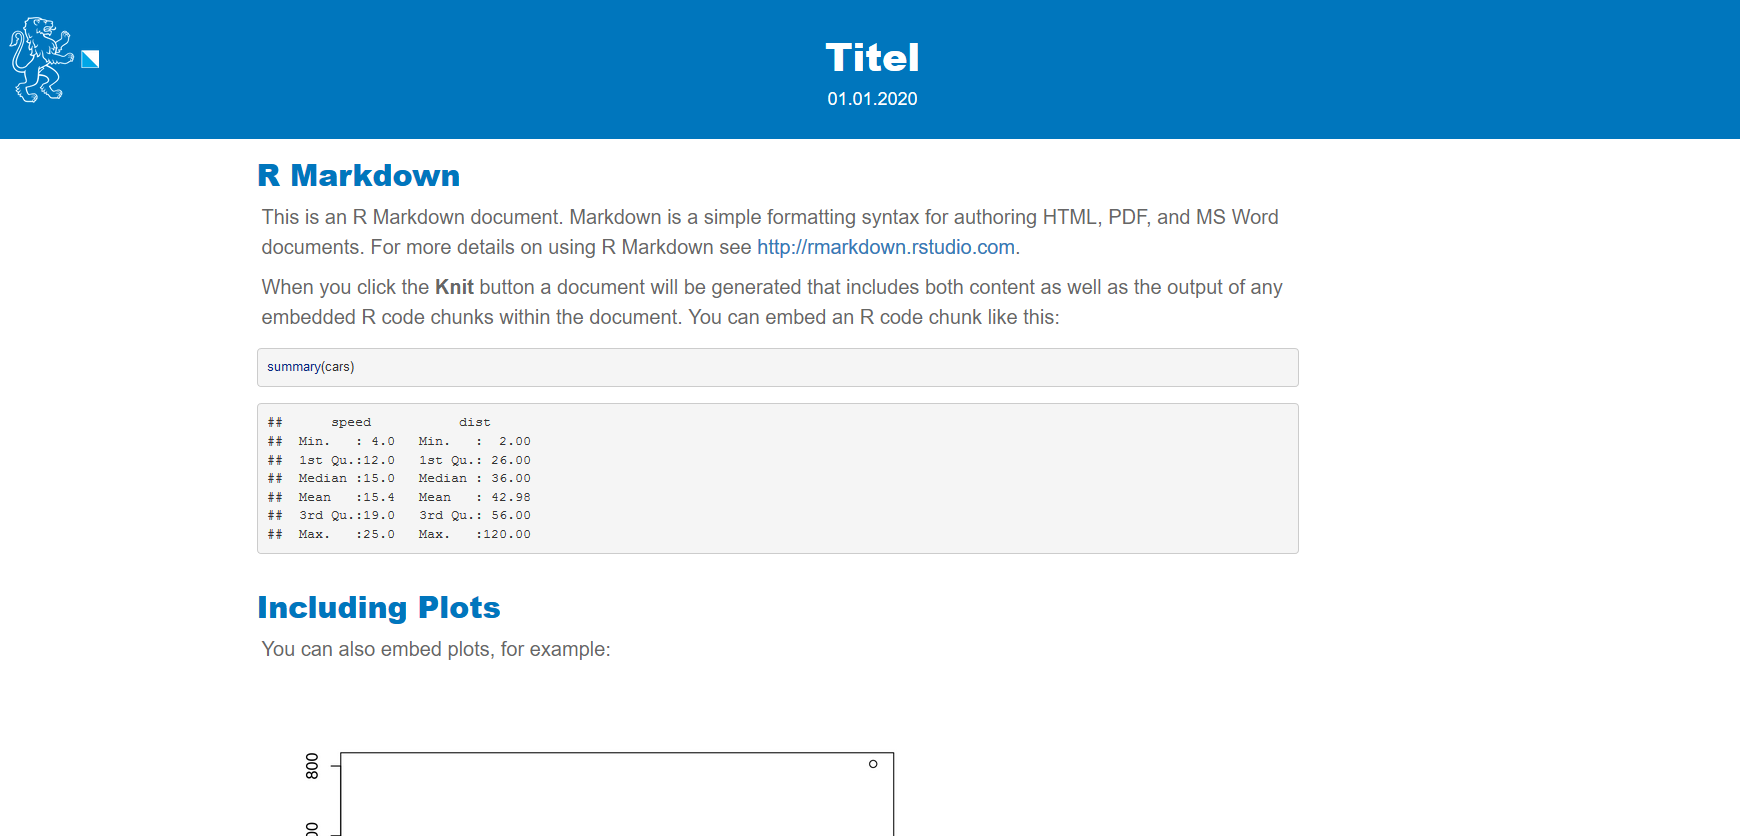 Titel
01.01.2020
R Markdown
This is an R Markdown document. Markdown is a simple formatting syntax for authoring HTML, PDF, and MS Word
documents. For more details on using R Markdown see http://rmarkdown.rstudio.com.
When you click the Knit button a document will be generated that includes both content as well as the output of any
embedded R code chunks within the document. You can embed an R code chunk like this:
summary(cars)
##      speed           dist
##  Min.   : 4.0   Min.   :  2.00
##  1st Qu.:12.0   1st Qu.: 26.00
##  Median :15.0   Median : 36.00
##  Mean   :15.4   Mean   : 42.98
##  3rd Qu.:19.0   3rd Qu.: 56.00
##  Max.   :25.0   Max.   :120.00
Including Plots
You can also embed plots, for example:
800